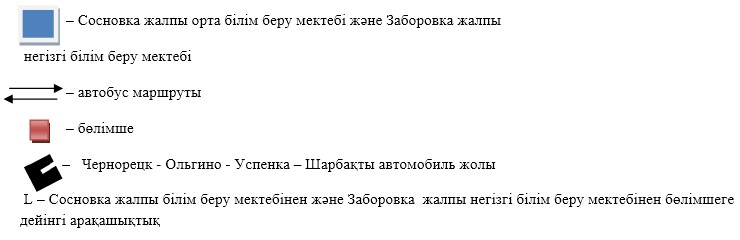 – Сосновка жалпы орта білім беру мектебі және Заборовка жалпы
негізгі білім беру мектебі
– автобус маршруты
– бөлімше
– Чернорецк - Ольгино - Успенка – Шарбақты автомобиль жолы
L – Сосновка жалпы білім беру мектебінен және Заборовка жалпы негізгі білім беру мектебінен бөлімшеге
дейінгі арақашықтық